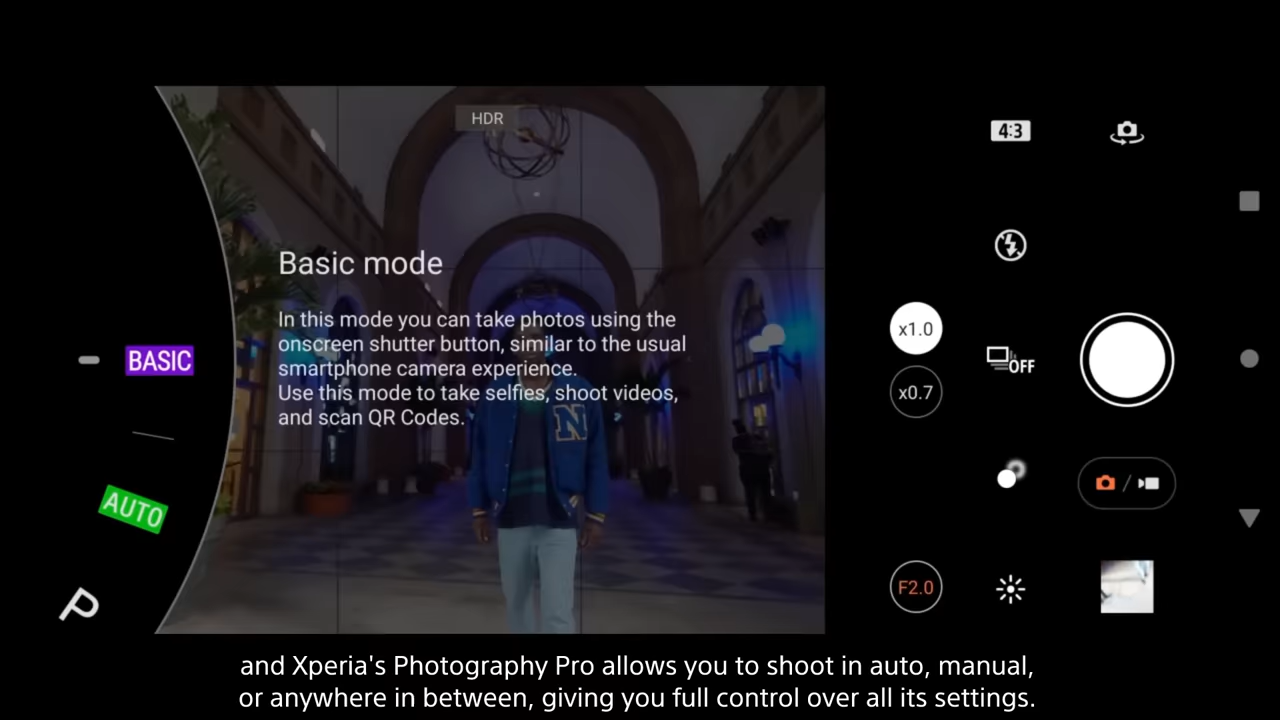 HDR
4:3
Basic mode
In this mode you can take photos using the
onscreen shutter button, similar to the usual
smartphone camera experience.
Use this mode to take selfies, shoot videos,
and scan QR Codes.
BASIC
AUTO
P
x1.0
x0.7
OFF
N
F2.0
and Xperia's Photography Pro allows you to shoot in auto, manual,
or anywhere in between, giving you full control over all its settings.